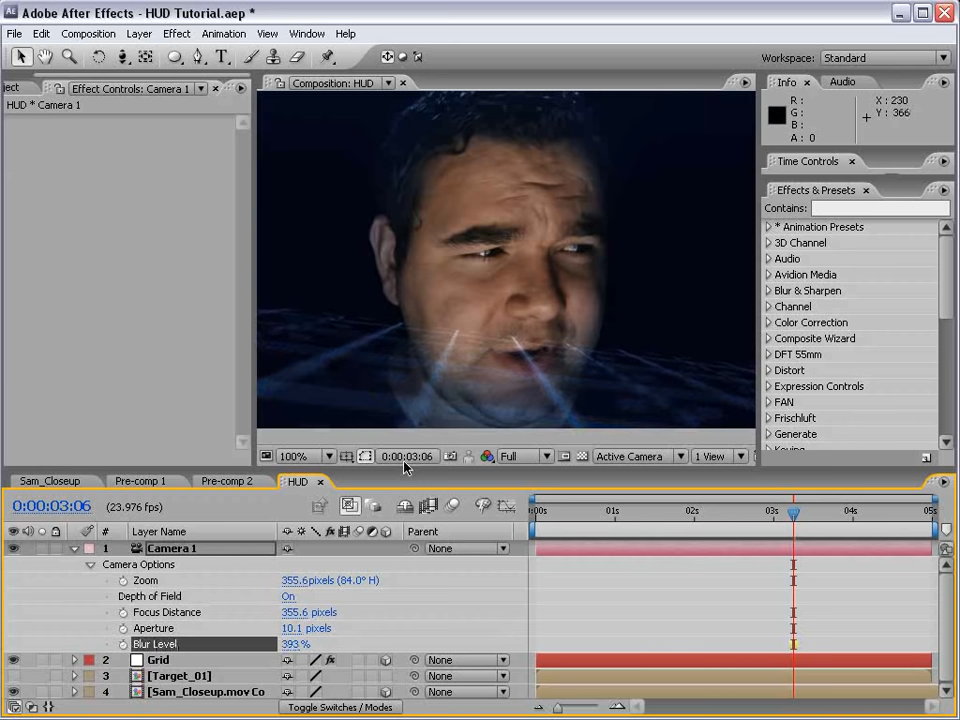 Adobe After Effects - HUD Tutorial.aep *
File Edit Composition Layer Effect Animation View Window Help
Workspace: Standard
ject Effect Controls: Camera 1
HUD * Camera 1
Composition: HUD
Info Audio
R :
G :
B :
A : 0
X : 230
Y : 366
Time Controls
Effects & Presets
Contains:
* Animation Presets
3D Channel
Audio
Avidion Media
Blur & Sharpen
Channel
Color Correction
Composite Wizard
DFT 55mm
Distort
Expression Controls
FAN
Frischluft
Generate
Keying
100% 0:00:03:06 Full Active Camera 1 View
Sam_Closeup Pre-comp 1 Pre-comp 2 HUD
0:00:03:06 (23.976 fps)
:00s 01s 02s 03s 04s 05s
# Layer Name Parent
1 Camera 1 None
Camera Options
Zoom 355.6pixels (84.0° H)
Depth of Field On
Focus Distance 355.6 pixels
Aperture 10.1 pixels
Blur Level 393 %
2 Grid None
3 [Target_01] None
4 [Sam_Closeup.mov Co None
Toggle Switches / Modes